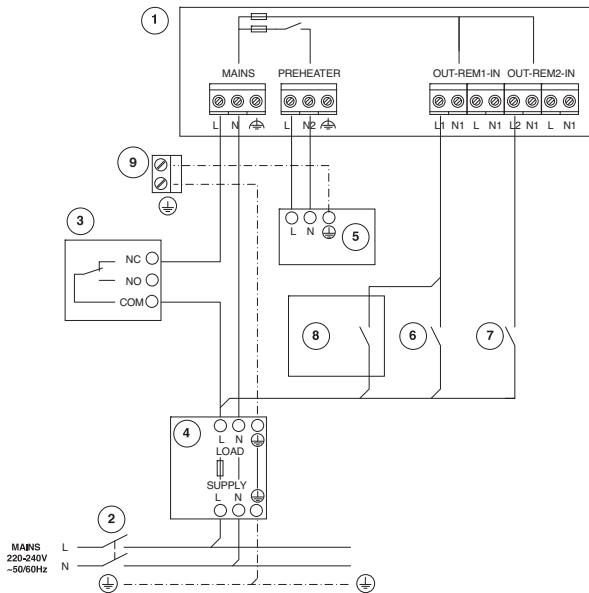 1
MAINS PREHEATER OUT-REM1-IN OUT-REM2-IN
L N L N2 L1 N1 L N1 L2 N1 L N1
9
3
NC
NO
COM
L N
5
8
6
7
4
L N
LOAD
SUPPLY
L N
2
MAINS
220-240V
~50/60Hz
L
N